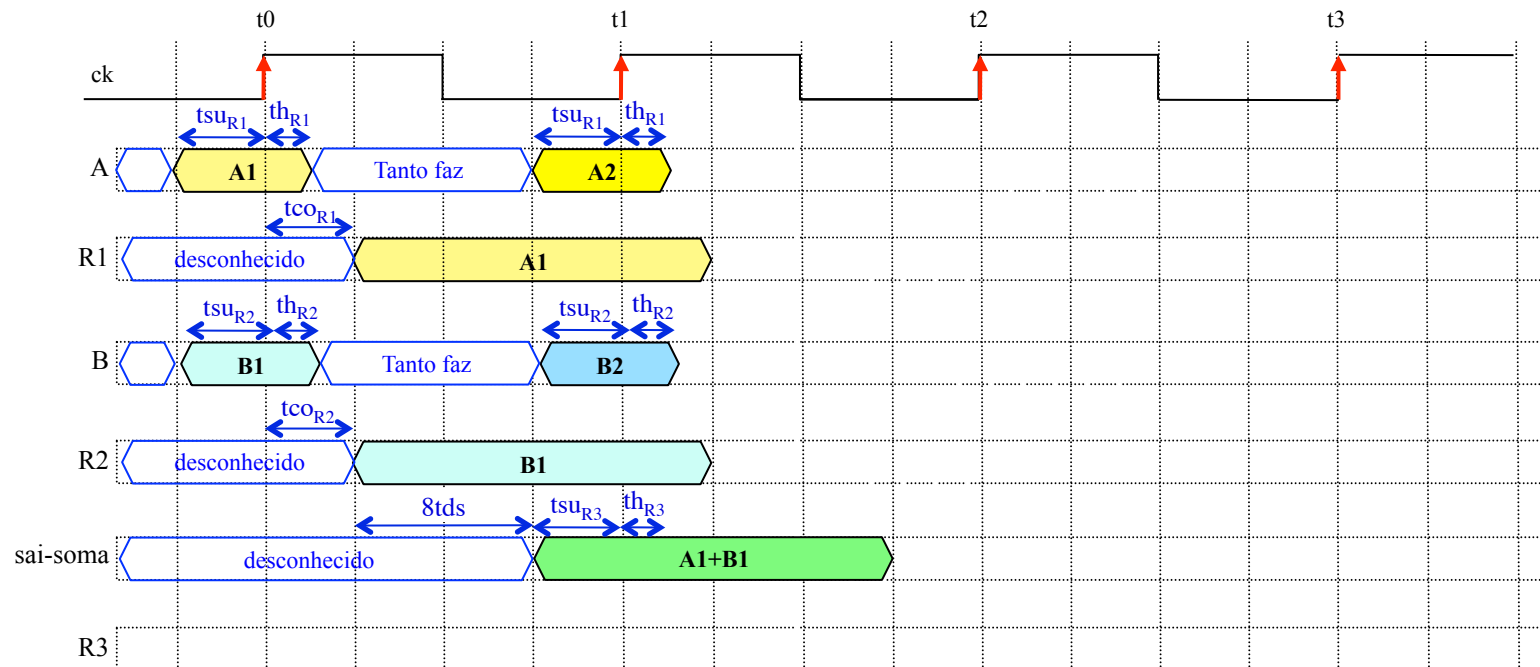 t0 t1 t2 t3
ck
tsuR1 thR1 tsuR1 thR1
A A1 Tanto faz A2
tcoR1
R1 desconhecido A1
tsuR2 thR2 tsuR2 thR2
B B1 Tanto faz B2
tcoR2
R2 desconhecido B1
8tds tsuR3 thR3
sai-soma desconhecido A1+B1
R3